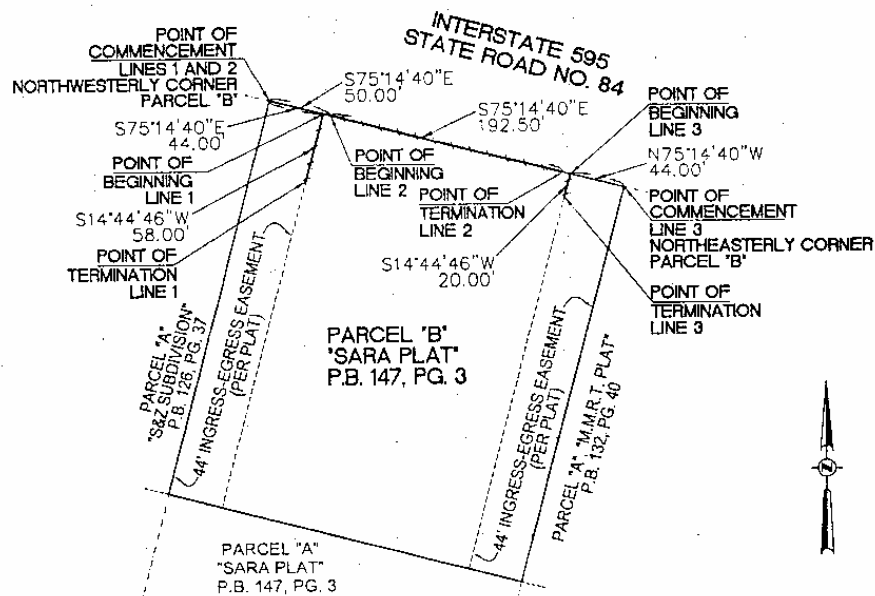 INTERSTATE 595
STATE ROAD NO. 84
POINT OF
COMMENCEMENT
LINES 1 AND 2
NORTHWESTERLY CORNER
PARCEL "B"
S75°14'40"E
50.00'
S75°14'40"E
192.50'
POINT OF
BEGINNING
LINE 3
S75°14'40"E
44.00'
N75°14'40"W
44.00'
POINT OF
BEGINNING
LINE 1
POINT OF
BEGINNING
LINE 2
POINT OF
TERMINATION
LINE 2
POINT OF
COMMENCEMENT
LINE 3
NORTHEASTERLY CORNER
PARCEL "B"
S14°44'46"W
58.00'
POINT OF
TERMINATION
LINE 1
S14°44'46"W
20.00'
POINT OF
TERMINATION
LINE 3
PARCEL "A"
"S&Z SUBDIVISION"
P.B. 126, PG. 37
44' INGRESS-EGRESS EASEMENT
(PER PLAT)
PARCEL "B"
"SARA PLAT"
P.B. 147, PG. 3
44' INGRESS-EGRESS EASEMENT
(PER PLAT)
PARCEL "A", "M.M.R.T. PLAT"
P.B. 132, PG. 40
PARCEL "A"
"SARA PLAT"
P.B. 147, PG. 3
N